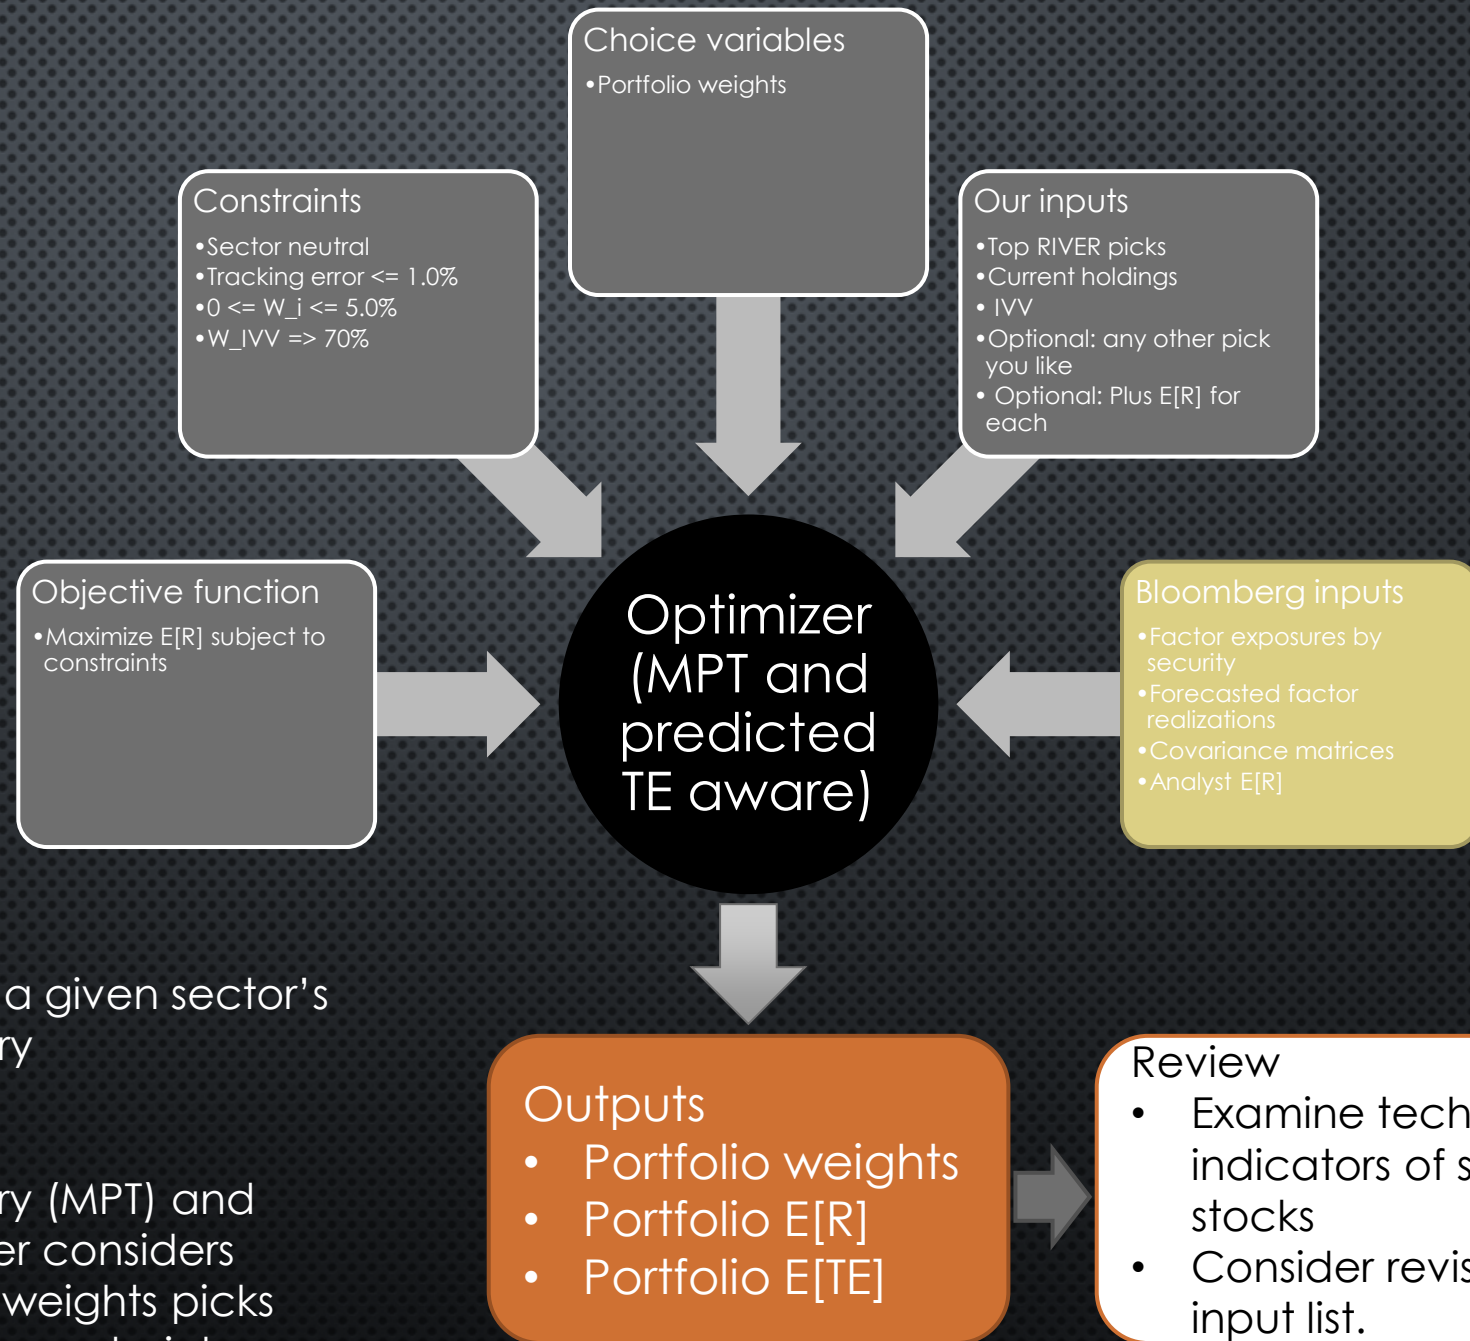 Choice variables
•Portfolio weights
Constraints
•Sector neutral
•Tracking error <= 1.0%
•0 <= W_i <= 5.0%
•W_IVV => 70%
Our inputs
•Top RIVER picks
•Current holdings
• IVV
•Optional: any other pick
you like
• Optional: Plus E[R] for
each
Objective function
•Maximize E[R] subject to
constraints
Optimizer
(MPT and
predicted
TE aware)
Bloomberg inputs
•Factor exposures by
security
•Forecasted factor
realizations
•Covariance matrices
•Analyst E[R]
a given sector’s
ry
ry (MPT) and
er considers
weights picks
Outputs
• Portfolio weights
• Portfolio E[R]
• Portfolio E[TE]
Review
• Examine tech
indicators of s
stocks
• Consider revis
input list.